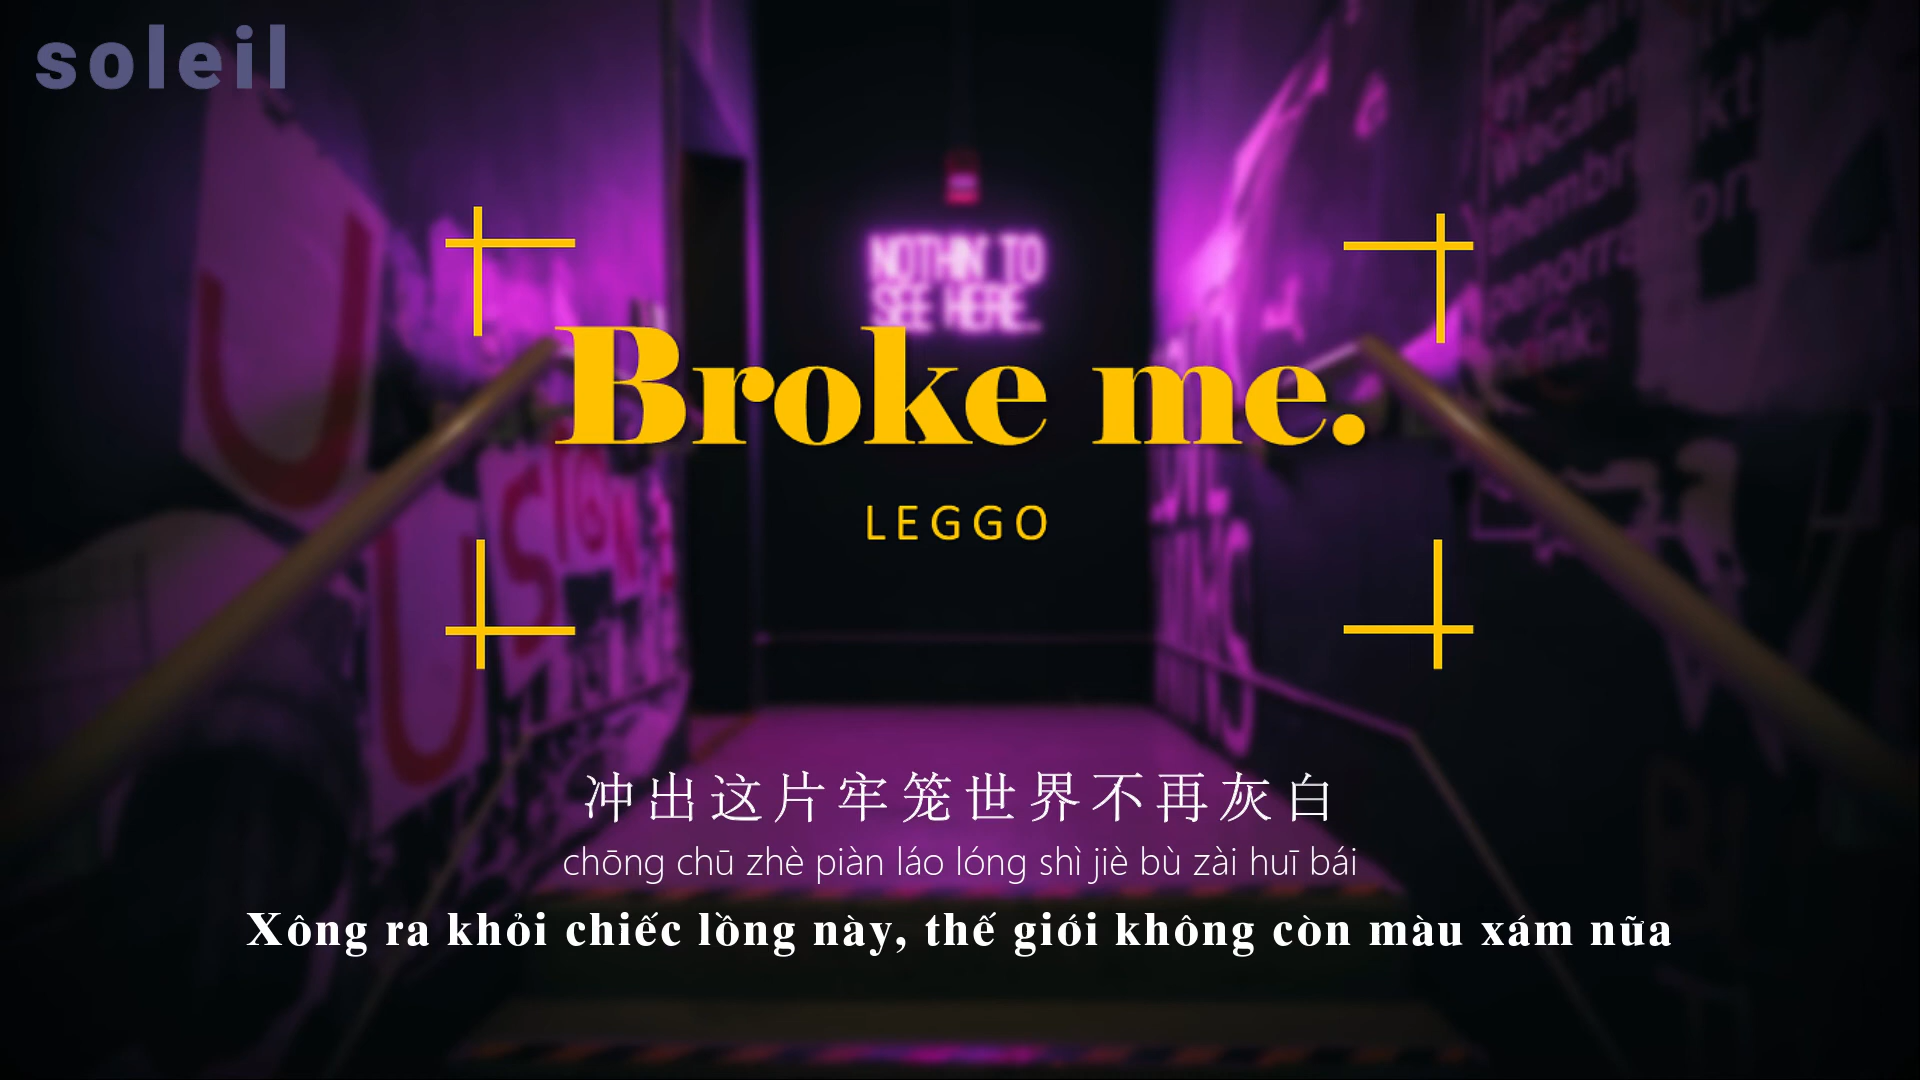 soleil
NOTHIN' TO
SEE HERE...
Broke me.
LEGGO
冲出这片牢笼世界不再灰白
chōng chū zhè piàn láo lóng shì jiè bù zài huī bái
Xông ra khỏi chiếc lồng này, thế giới không còn màu xám nữa